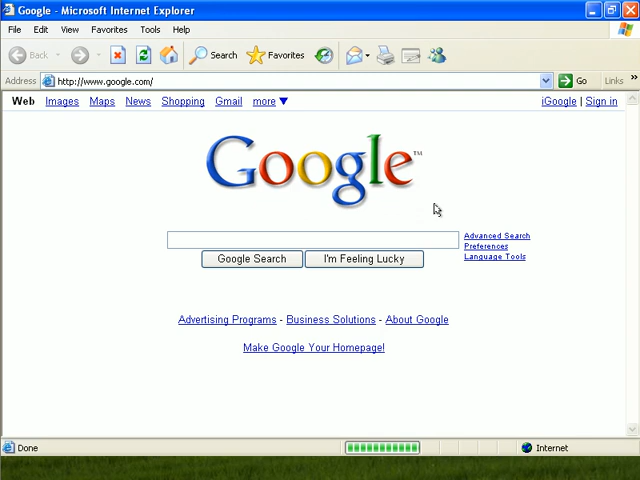 Google - Microsoft Internet Explorer
File Edit View Favorites Tools Help
Back Search Favorites
Address http://www.google.com/ Go Links »
Web Images Maps News Shopping Gmail more ▼ iGoogle | Sign in
Google™
Advanced Search
Preferences
Language Tools
Google Search I'm Feeling Lucky
Advertising Programs - Business Solutions - About Google
Make Google Your Homepage!
Done Internet